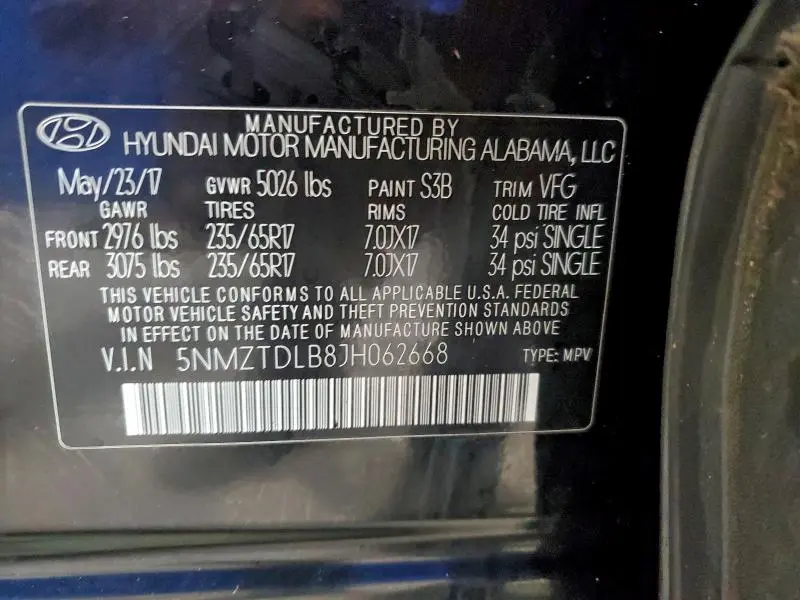 MANUFACTURED BY
HYUNDAI MOTOR MANUFACTURING ALABAMA, LLC
May/23/17 GVWR 5026 lbs PAINT S3B TRIM VFG
GAWR TIRES RIMS COLD TIRE INFL
FRONT 2976 lbs 235/65R17 7.0JX17 34 psi SINGLE
REAR 3075 lbs 235/65R17 7.0JX17 34 psi SINGLE
THIS VEHICLE CONFORMS TO ALL APPLICABLE U.S.A. FEDERAL
MOTOR VEHICLE SAFETY AND THEFT PREVENTION STANDARDS
IN EFFECT ON THE DATE OF MANUFACTURE SHOWN ABOVE
V.I.N 5NMZTDLB8JH062668 TYPE: MPV